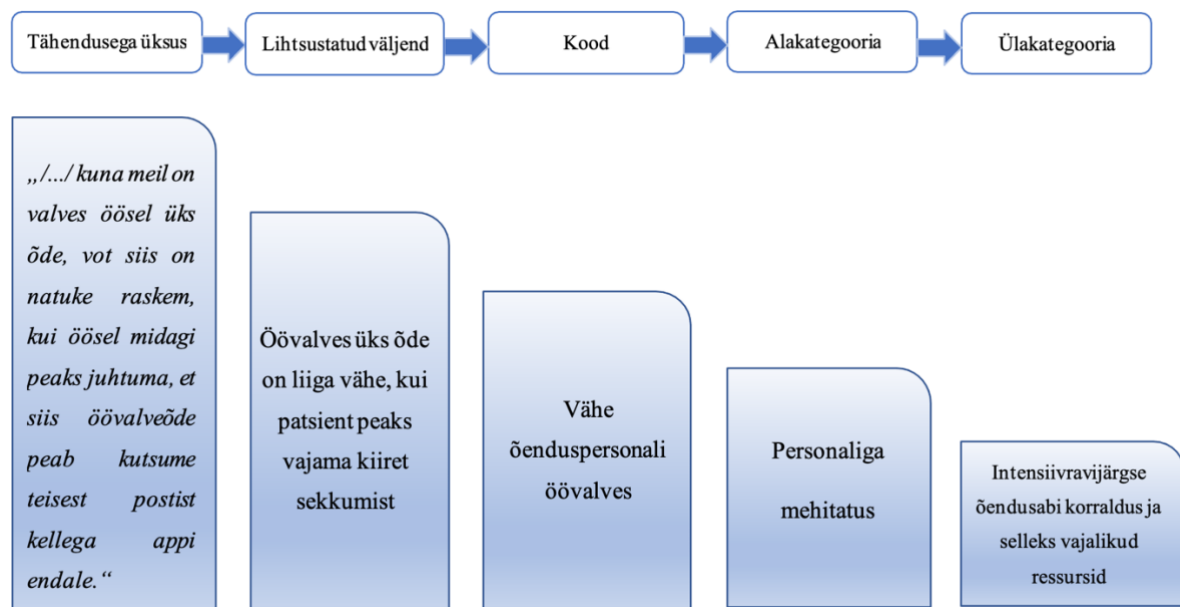 Tähendusega üksus
Lihtsustatud väljend
Kood
Alakategooria
Ülakategooria
„/.../ kuna meil on
valves öösel üks
õde, vot siis on
natuke raskem,
kui öösel midagi
peaks juhtuma, et
siis öövalveõde
peab kutsume
teisest postist
kellega appi
endale.“
Öövalves üks õde
on liiga vähe, kui
patsient peaks
vajama kiiret
sekkumist
Vähe
õenduspersonali
öövalves
Personaliga
mehitatus
Intensiivravijärgse
õendusabi korraldus ja
selleks vajalikud
ressursid